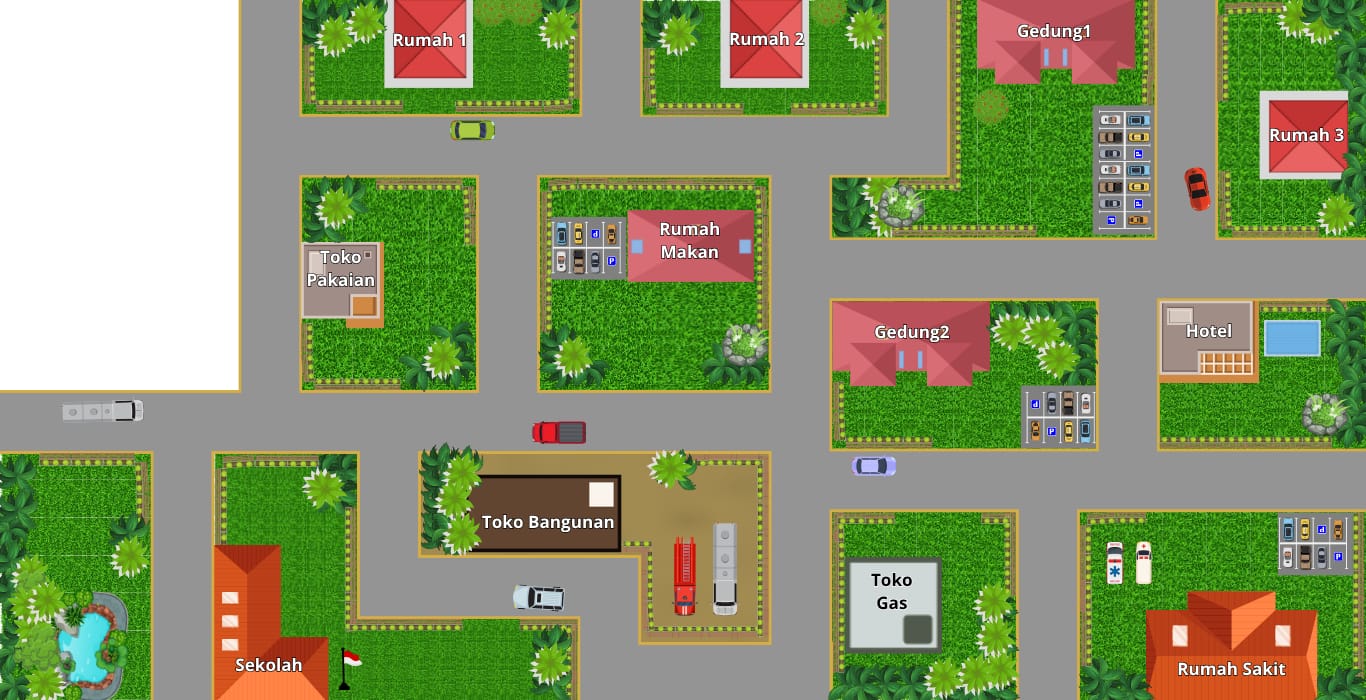 Rumah 1
Rumah 2
Gedung1
Rumah 3
Rumah
Makan
Toko
Pakaian
Gedung2
Hotel
Toko Bangunan
Toko
Gas
Sekolah
Rumah Sakit